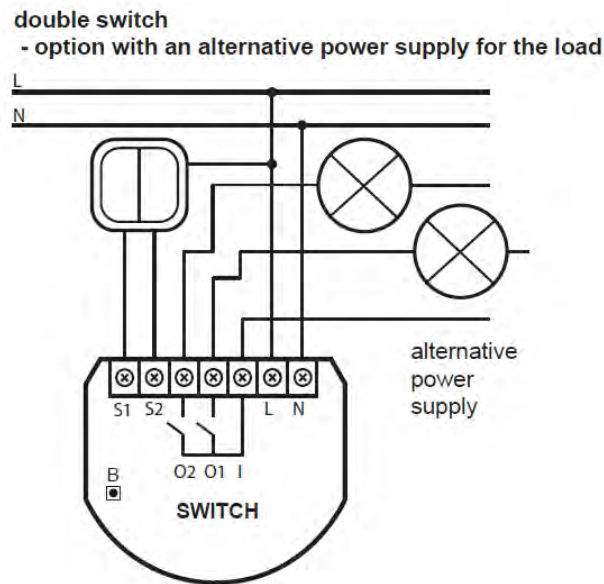 double switch
- option with an alternative power supply for the load
L
N
alternative
power
supply
S1 S2 L N
O2 O1 I
B
SWITCH